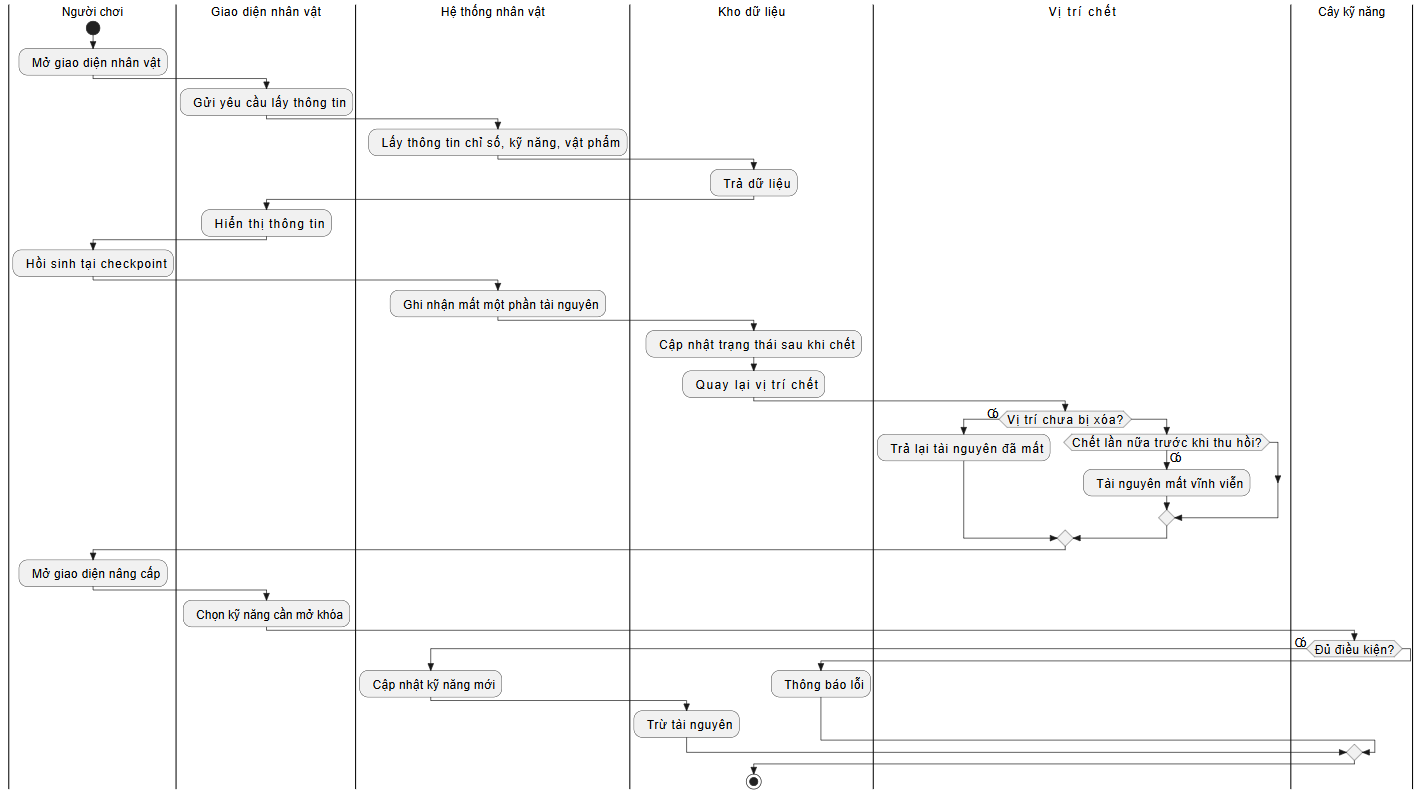 Người chơi
Giao diện nhân vật
Hệ thống nhân vật
Kho dữ liệu
Vị trí chết
Cây kỹ năng
Mở giao diện nhân vật
Gửi yêu cầu lấy thông tin
Lấy thông tin chỉ số, kỹ năng, vật phẩm
Trả dữ liệu
Hiển thị thông tin
Hồi sinh tại checkpoint
Ghi nhận mất một phần tài nguyên
Cập nhật trạng thái sau khi chết
Quay lại vị trí chết
Có
Vị trí chưa bị xóa?
Trả lại tài nguyên đã mất
Chết lần nữa trước khi thu hồi?
Có
Tài nguyên mất vĩnh viễn
Mở giao diện nâng cấp
Chọn kỹ năng cần mở khóa
Có
Đủ điều kiện?
Cập nhật kỹ năng mới
Thông báo lỗi
Trừ tài nguyên